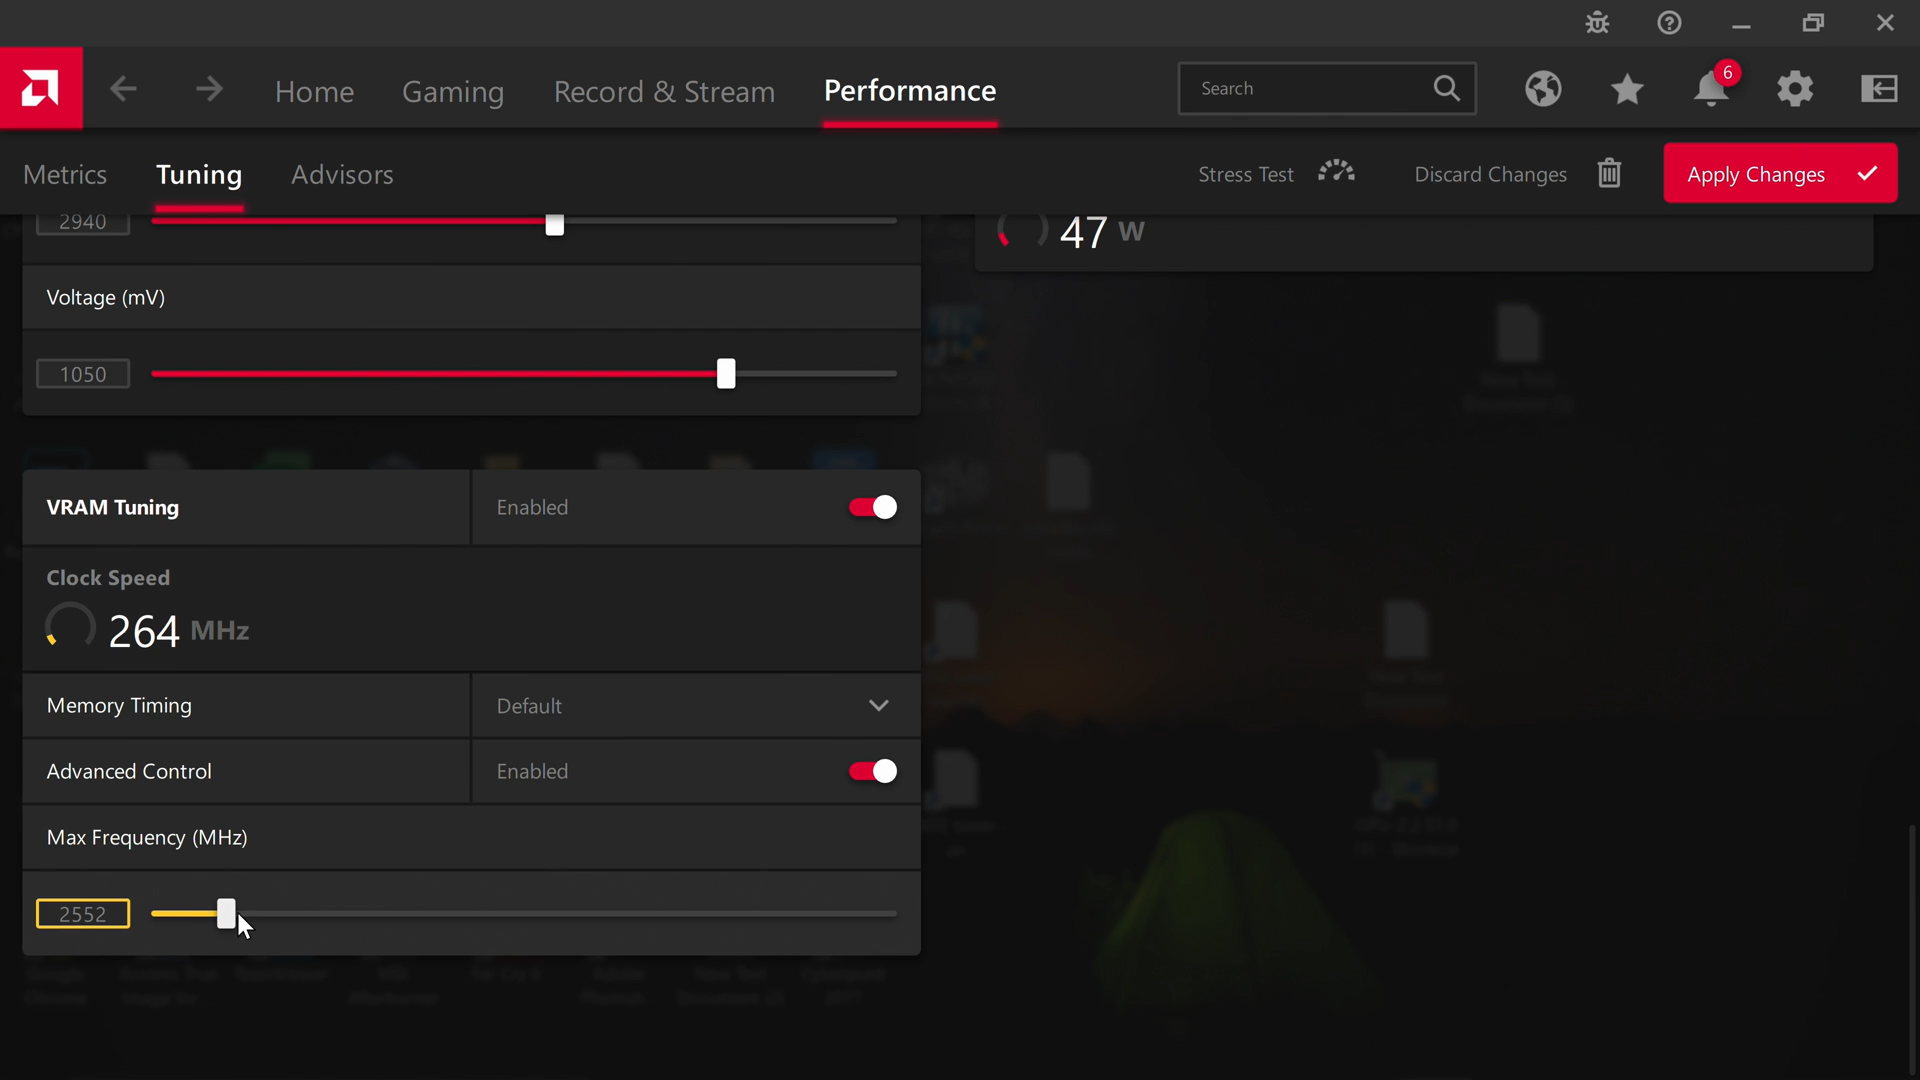 6
Home
Gaming
Record & Stream
Performance
Search
Metrics
Tuning
Advisors
Stress Test
Discard Changes
Apply Changes
2940
47 W
Voltage (mV)
1050
VRAM Tuning
Enabled
Clock Speed
264 MHz
Memory Timing
Default
Advanced Control
Enabled
Max Frequency (MHz)
2552
Google
Chrome